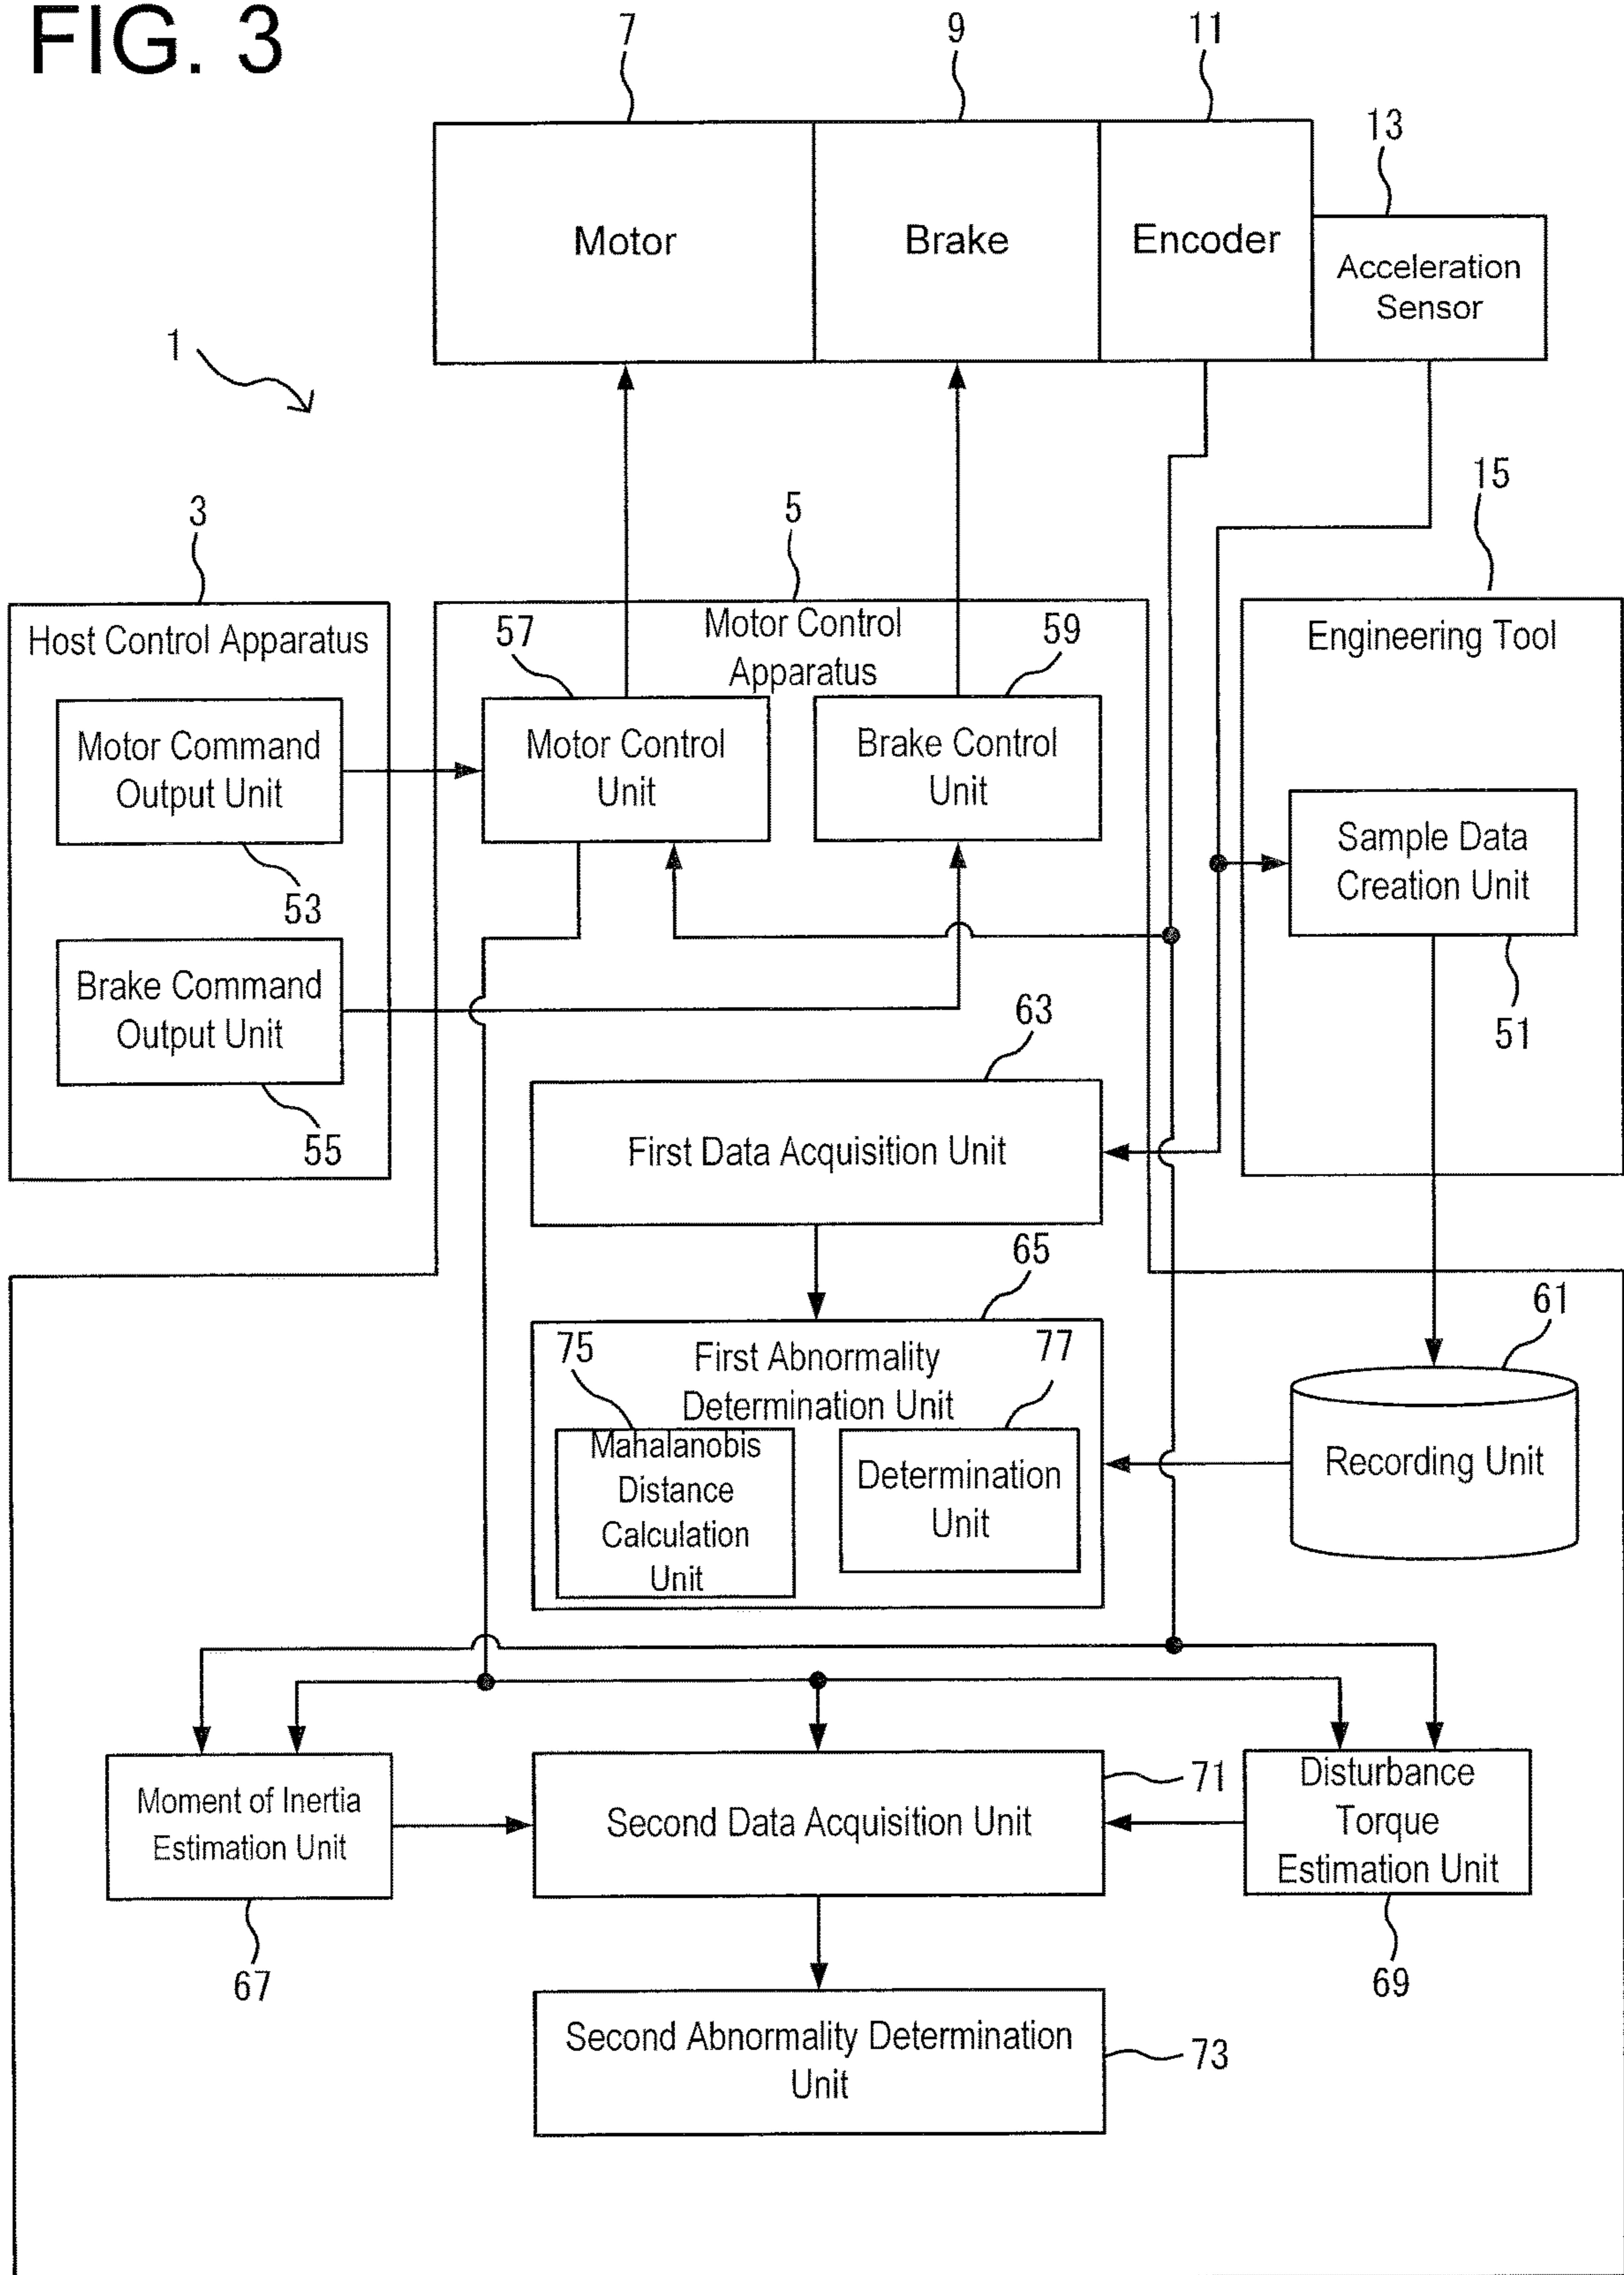 FIG. 3
7
9
11
13
Motor
Brake
Encoder
Acceleration
Sensor
1
3
5
15
Host Control Apparatus
Motor Command
Output Unit
53
Brake Command
Output Unit
55
Motor Control
Apparatus
57
59
Motor Control
Unit
Brake Control
Unit
Engineering Tool
Sample Data
Creation Unit
51
63
First Data Acquisition Unit
65
First Abnormality
Determination Unit
75
77
Mahalanobis
Distance
Calculation
Unit
Determination
Unit
61
Recording Unit
Moment of Inertia
Estimation Unit
67
Second Data Acquisition Unit
71
Disturbance
Torque
Estimation Unit
69
Second Abnormality Determination
Unit
73